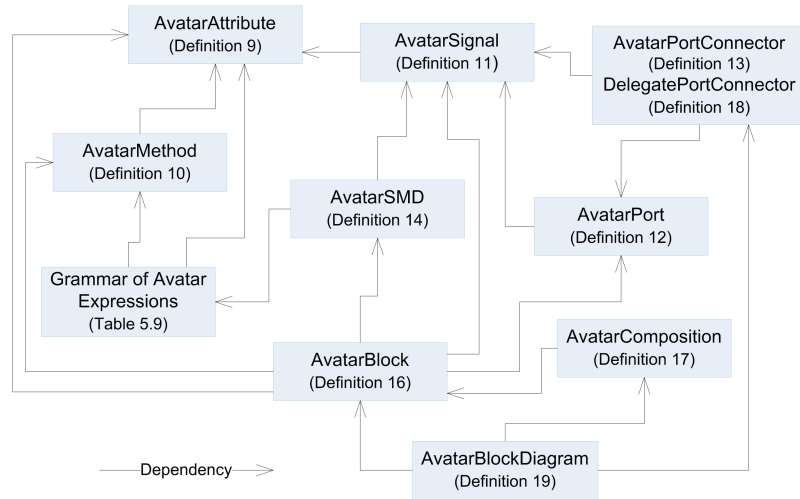 AvatarAttribute
(Definition 9)
AvatarSignal
(Definition 11)
AvatarPortConnector
(Definition 13)
DelegatePortConnector
(Definition 18)
AvatarMethod
(Definition 10)
AvatarSMD
(Definition 14)
AvatarPort
(Definition 12)
Grammar of Avatar
Expressions
(Table 5.9)
AvatarComposition
(Definition 17)
AvatarBlock
(Definition 16)
AvatarBlockDiagram
(Definition 19)
Dependency